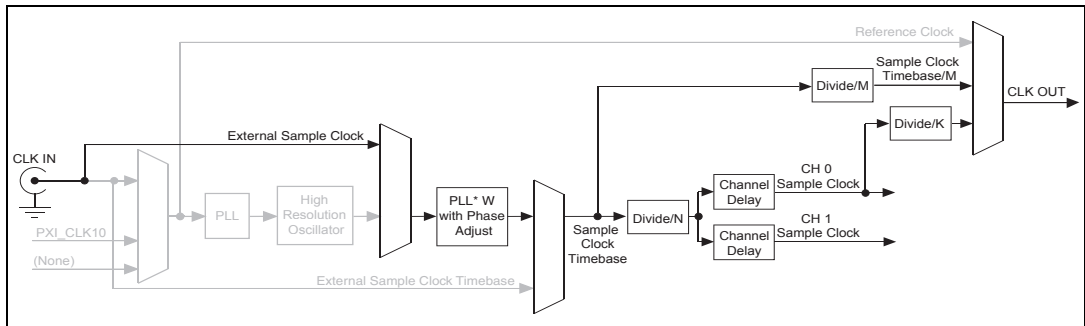 Reference Clock
Sample Clock
Timebase/M
Divide/M
CLK OUT
External Sample Clock
Divide/K
CLK IN
CH 0
Sample Clock
Channel
Delay
PLL
High
Resolution
Oscillator
PLL* W
with Phase
Adjust
Divide/N
CH 1
Sample Clock
Channel
Delay
Sample
Clock
Timebase
PXI_CLK10
(None)
External Sample Clock Timebase